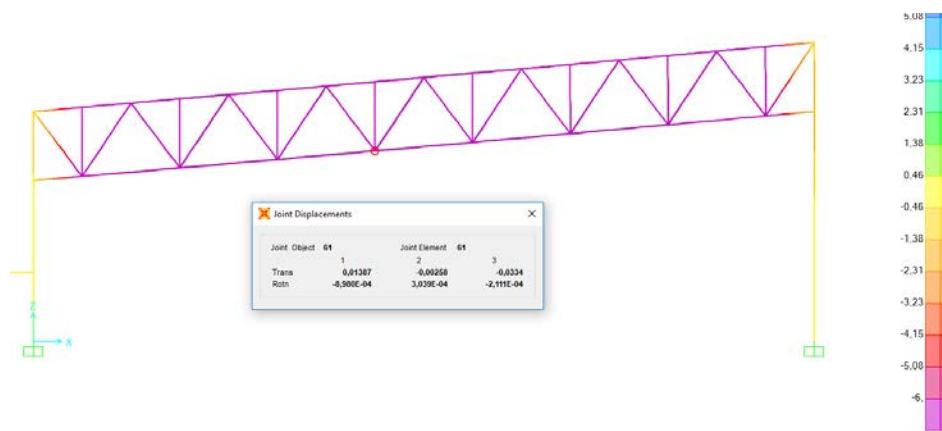 5,08
4,15
3,23
2,31
1,38
0,46
-0,46
-1,38
-2,31
-3,23
-4,15
-5,08
-6,
Joint Displacements
Joint Object 61 Joint Element 61
1 2 3
Trans 0,01387 -0,00258 -0,0334
Rotn -8,980E-04 3,039E-04 -2,111E-04
Z
X